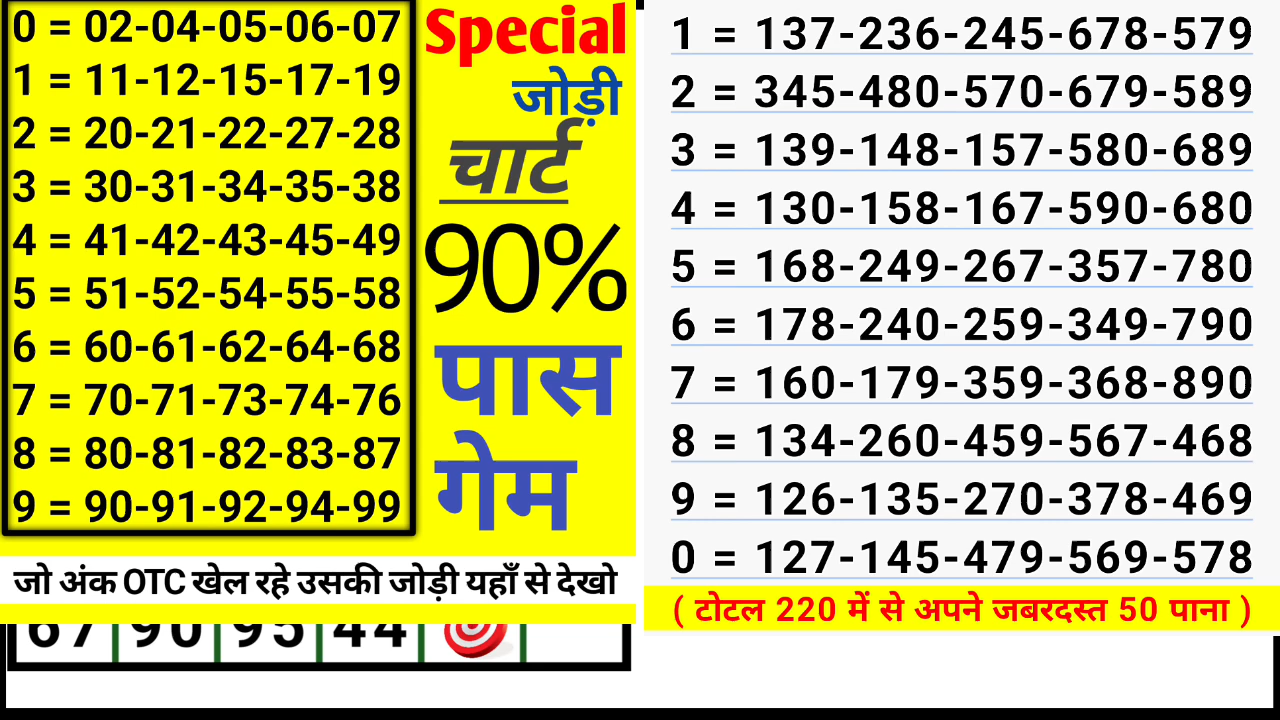 0 = 02-04-05-06-07
1 = 11-12-15-17-19
2 = 20-21-22-27-28
3 = 30-31-34-35-38
4 = 41-42-43-45-49
5 = 51-52-54-55-58
6 = 60-61-62-64-68
7 = 70-71-73-74-76
8 = 80-81-82-83-87
9 = 90-91-92-94-99
Special
जोड़ी
चार्ट
90%
पास
गेम
जो अंक OTC खेल रहे उसकी जोड़ी यहाँ से देखो
67 90 95 44
1 = 137-236-245-678-579
2 = 345-480-570-679-589
3 = 139-148-157-580-689
4 = 130-158-167-590-680
5 = 168-249-267-357-780
6 = 178-240-259-349-790
7 = 160-179-359-368-890
8 = 134-260-459-567-468
9 = 126-135-270-378-469
0 = 127-145-479-569-578
( टोटल 220 में से अपने जबरदस्त 50 पाना )